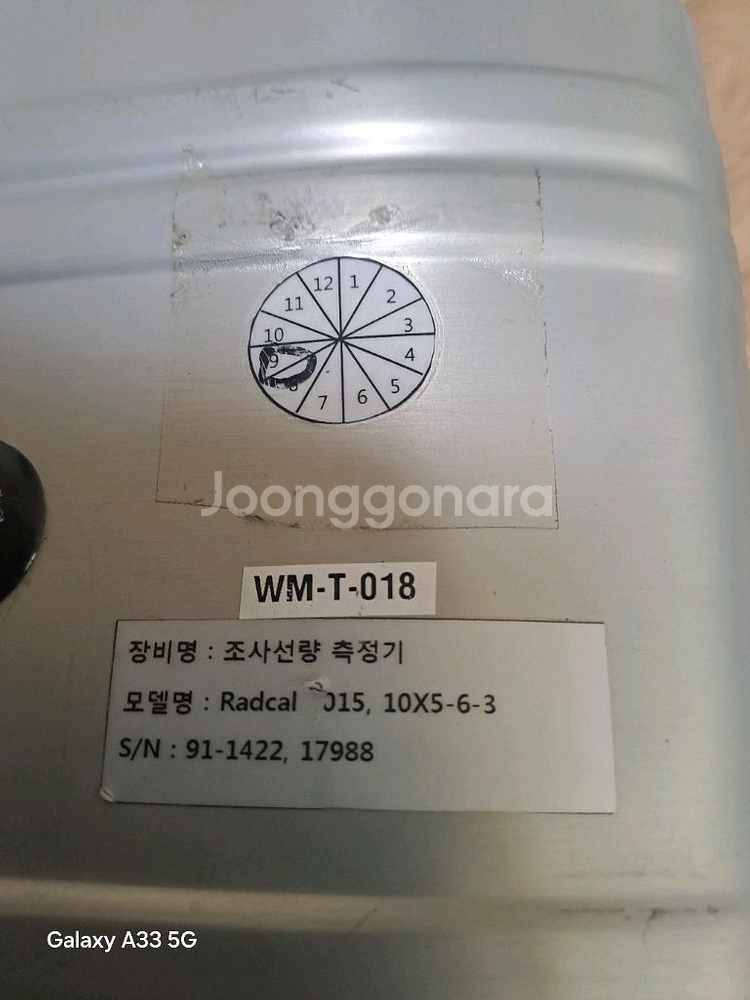 12 1
11 2
10 3
9 4
8 5
7 6
Joonggonara
WM-T-018
장비명 : 조사선량 측정기
모델명 : Radcal 015, 10X5-6-3
S/N : 91-1422, 17988
Galaxy A33 5G